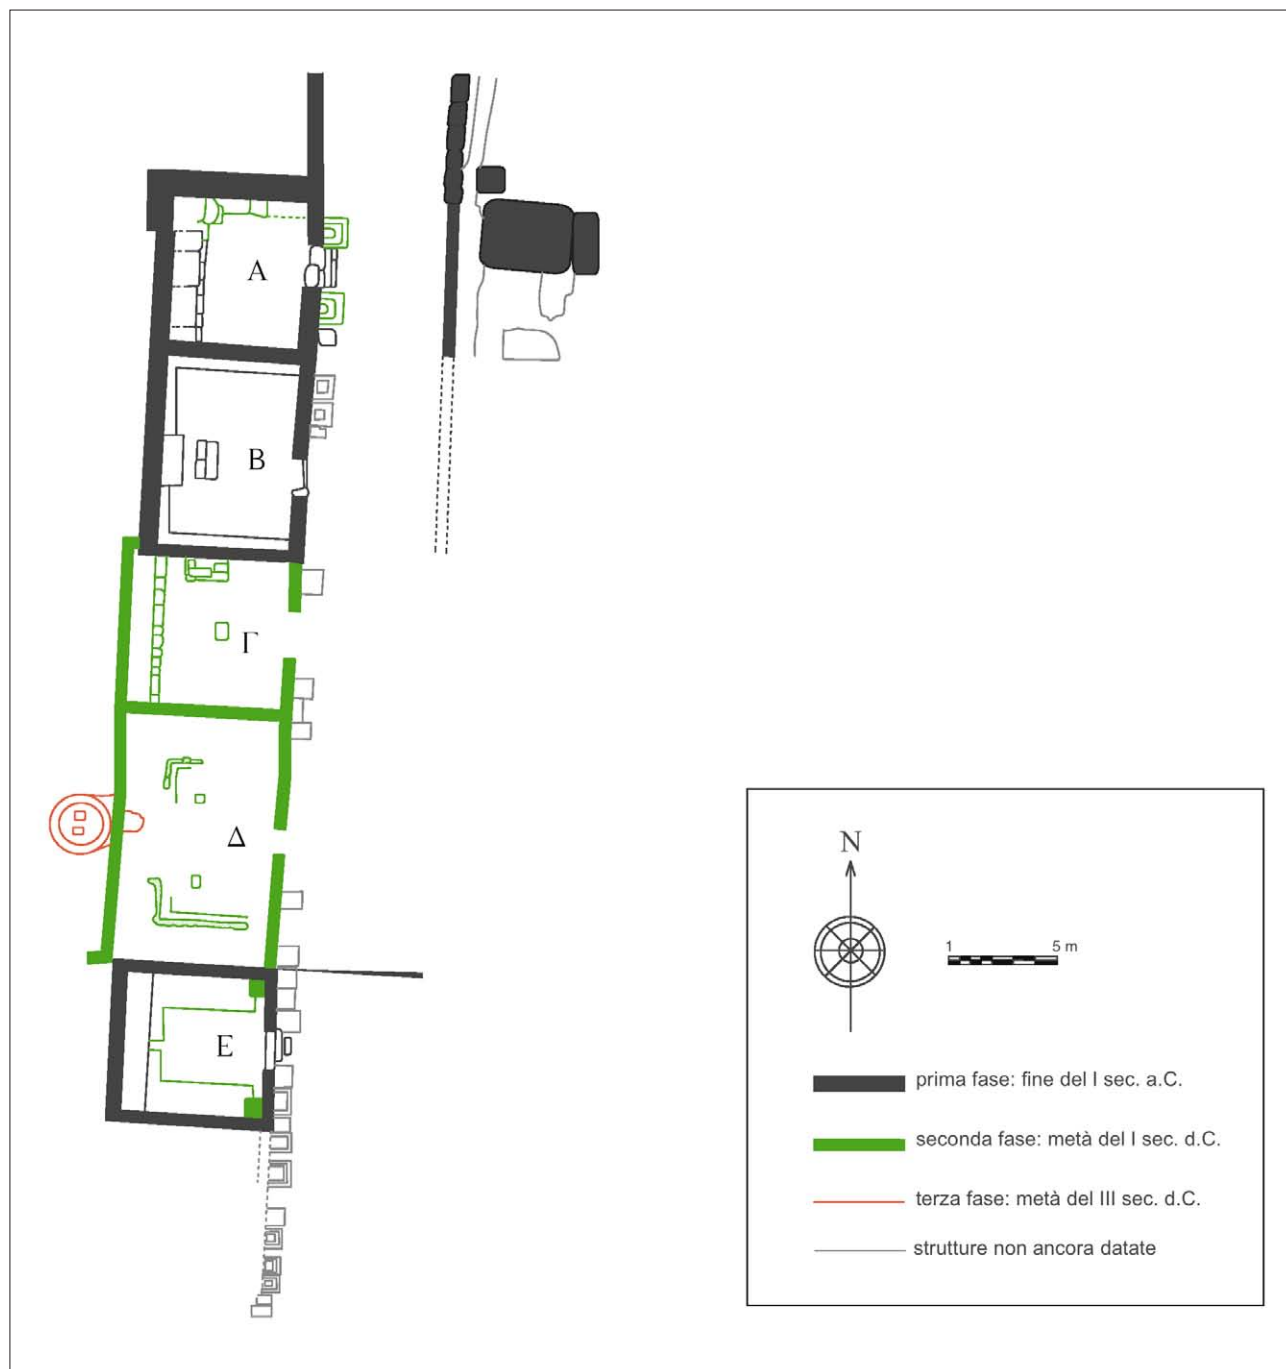 Α
Β
Γ
Δ
Ε
N
1 5 m
prima fase: fine del I sec. a.C.
seconda fase: metà del I sec. d.C.
terza fase: metà del III sec. d.C.
strutture non ancora datate